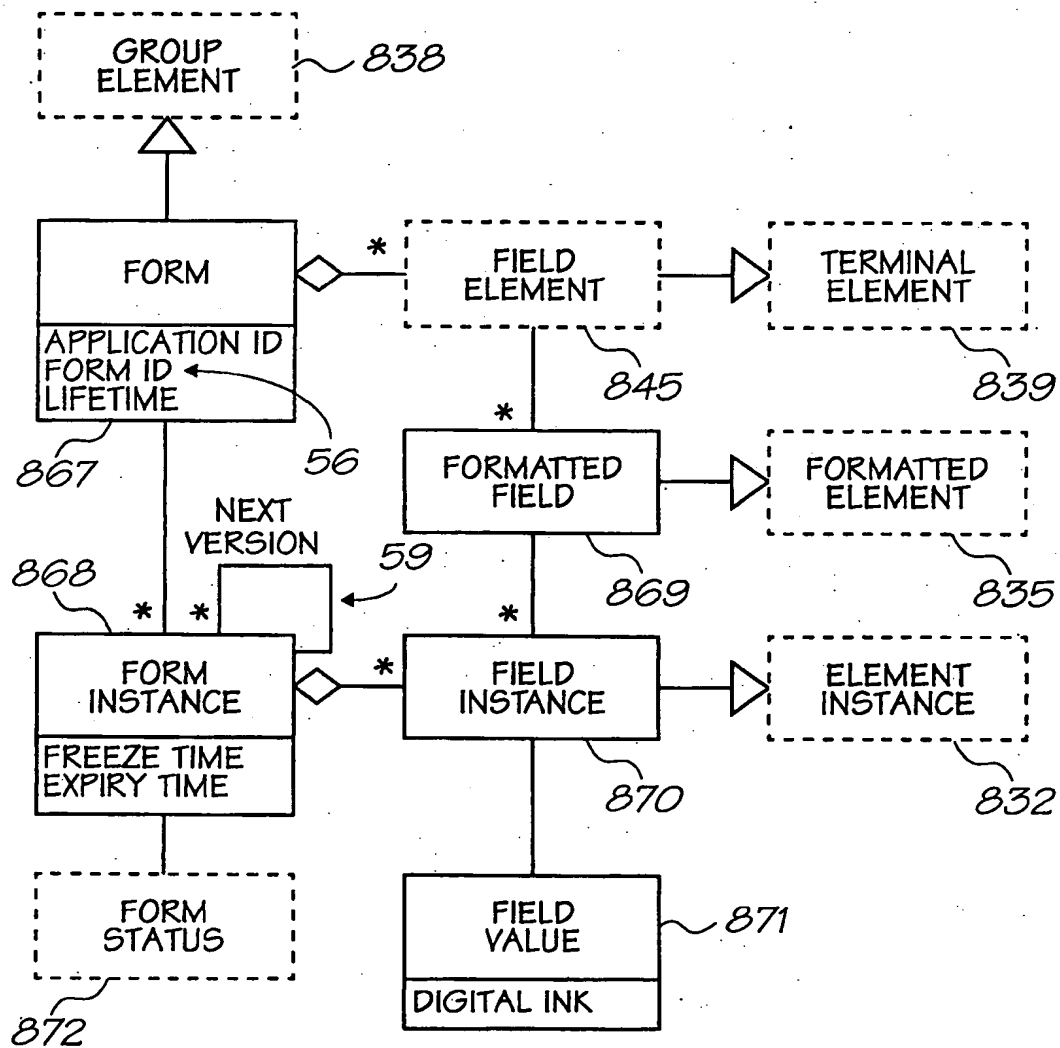 GROUP
ELEMENT
838
FORM
APPLICATION ID
FORM ID
LIFETIME
867
56
*
FIELD
ELEMENT
845
TERMINAL
ELEMENT
839
*
FORMATTED
FIELD
869
FORMATTED
ELEMENT
835
NEXT
VERSION
59
868
*
*
FORM
INSTANCE
FREEZE TIME
EXPIRY TIME
*
*
FIELD
INSTANCE
870
ELEMENT
INSTANCE
832
FORM
STATUS
872
FIELD
VALUE
DIGITAL INK
871